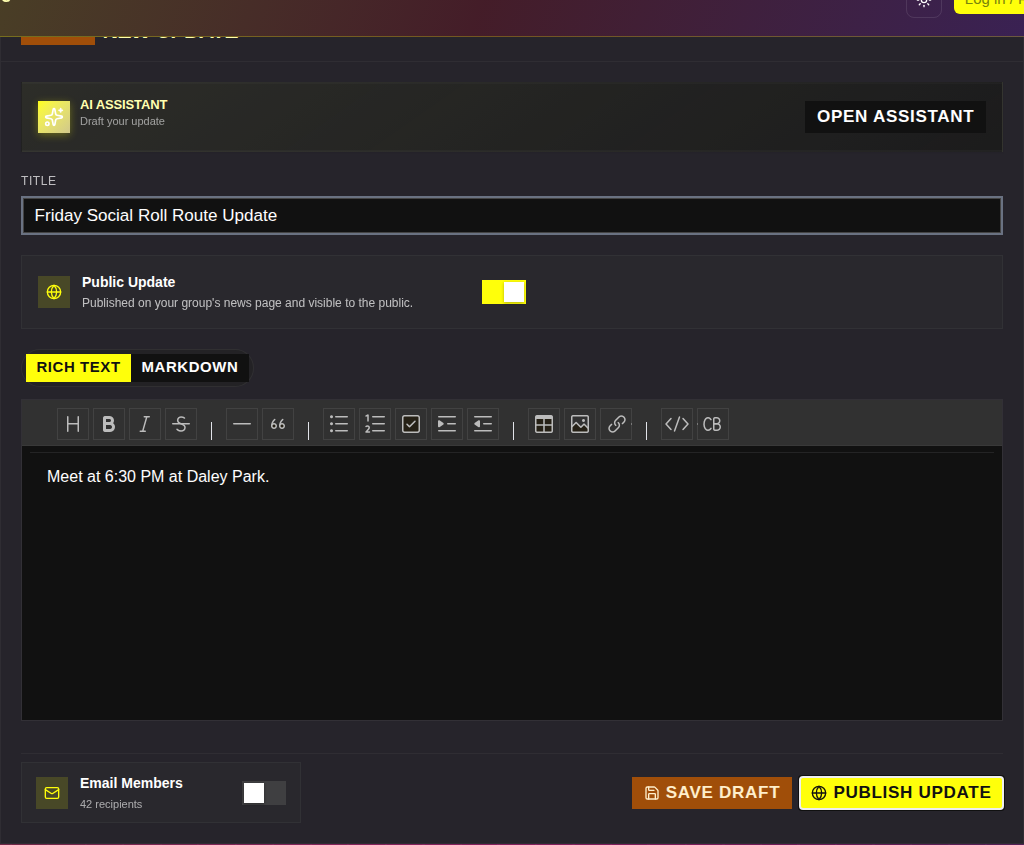 NEW UPDATE
AI ASSISTANT
Draft your update
OPEN ASSISTANT
TITLE
Friday Social Roll Route Update
Public Update
Published on your group's news page and visible to the public.
RICH TEXT
MARKDOWN
H B I S — 66 </> CB
Meet at 6:30 PM at Daley Park.
Email Members
42 recipients
SAVE DRAFT
PUBLISH UPDATE